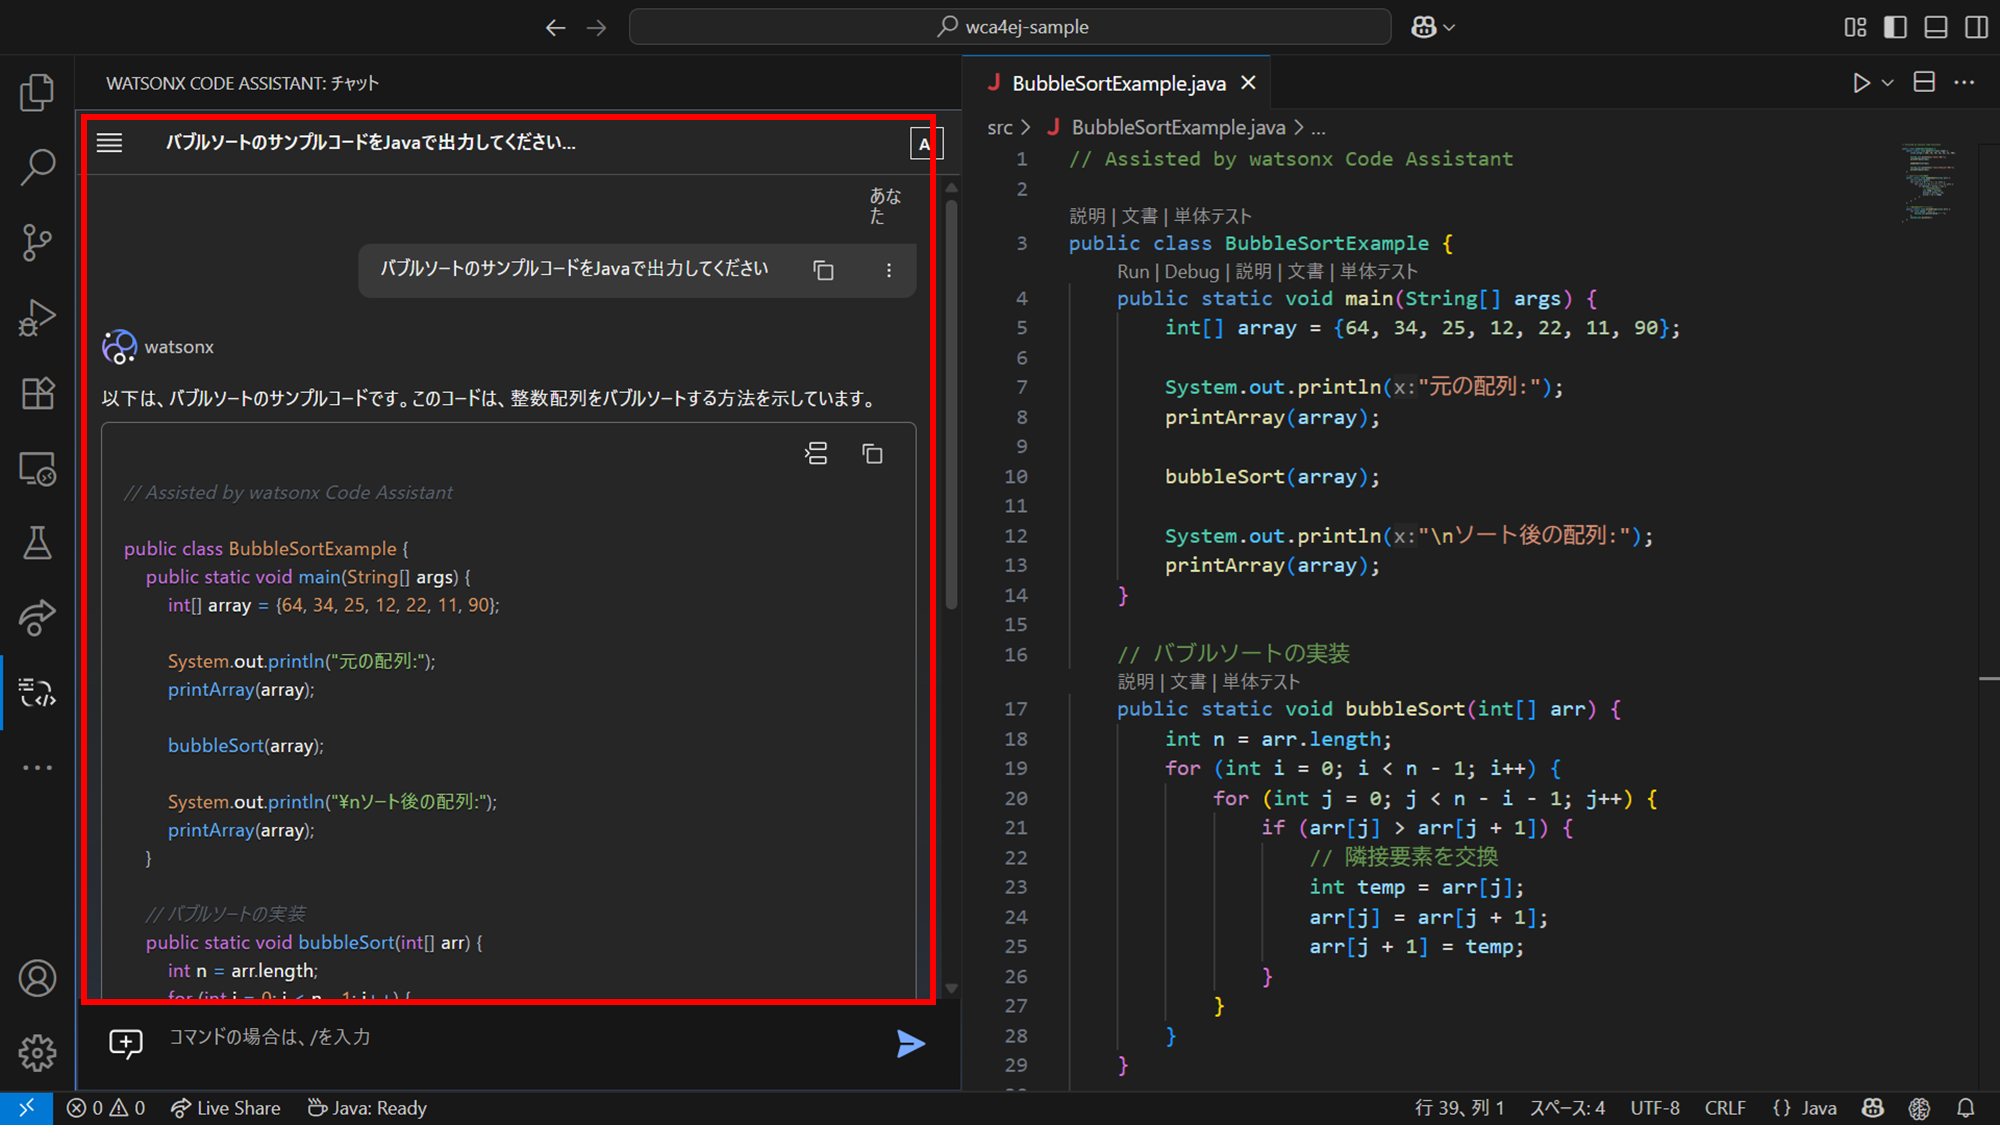 wca4ej-sample
WATSONX CODE ASSISTANT: チャット
バブルソートのサンプルコードをJavaで出力してください...
A
あなた
バブルソートのサンプルコードをJavaで出力してください
watsonx
以下は、バブルソートのサンプルコードです。このコードは、整数配列をバブルソートする方法を示しています。
// Assisted by watsonx Code Assistant
public class BubbleSortExample {
public static void main(String[] args) {
int[] array = {64, 34, 25, 12, 22, 11, 90};
System.out.println("元の配列:");
printArray(array);
bubbleSort(array);
System.out.println("¥nソート後の配列:");
printArray(array);
}
// バブルソートの実装
public static void bubbleSort(int[] arr) {
int n = arr.length;
for (int i = 0; i < n - 1; i++) {
コマンドの場合は、/を入力
J BubbleSortExample.java
src > J BubbleSortExample.java > ...
1 // Assisted by watsonx Code Assistant
2
説明 | 文書 | 単体テスト
3 public class BubbleSortExample {
Run | Debug | 説明 | 文書 | 単体テスト
4 public static void main(String[] args) {
5 int[] array = {64, 34, 25, 12, 22, 11, 90};
6
7 System.out.println(x:"元の配列:");
8 printArray(array);
9
10 bubbleSort(array);
11
12 System.out.println(x:"\nソート後の配列:");
13 printArray(array);
14 }
15
16 // バブルソートの実装
説明 | 文書 | 単体テスト
17 public static void bubbleSort(int[] arr) {
18 int n = arr.length;
19 for (int i = 0; i < n - 1; i++) {
20 for (int j = 0; j < n - i - 1; j++) {
21 if (arr[j] > arr[j + 1]) {
22 // 隣接要素を交換
23 int temp = arr[j];
24 arr[j] = arr[j + 1];
25 arr[j + 1] = temp;
26 }
27 }
28 }
29 }
0 0 Live Share Java: Ready
行 39、列 1 スペース: 4 UTF-8 CRLF {} Java